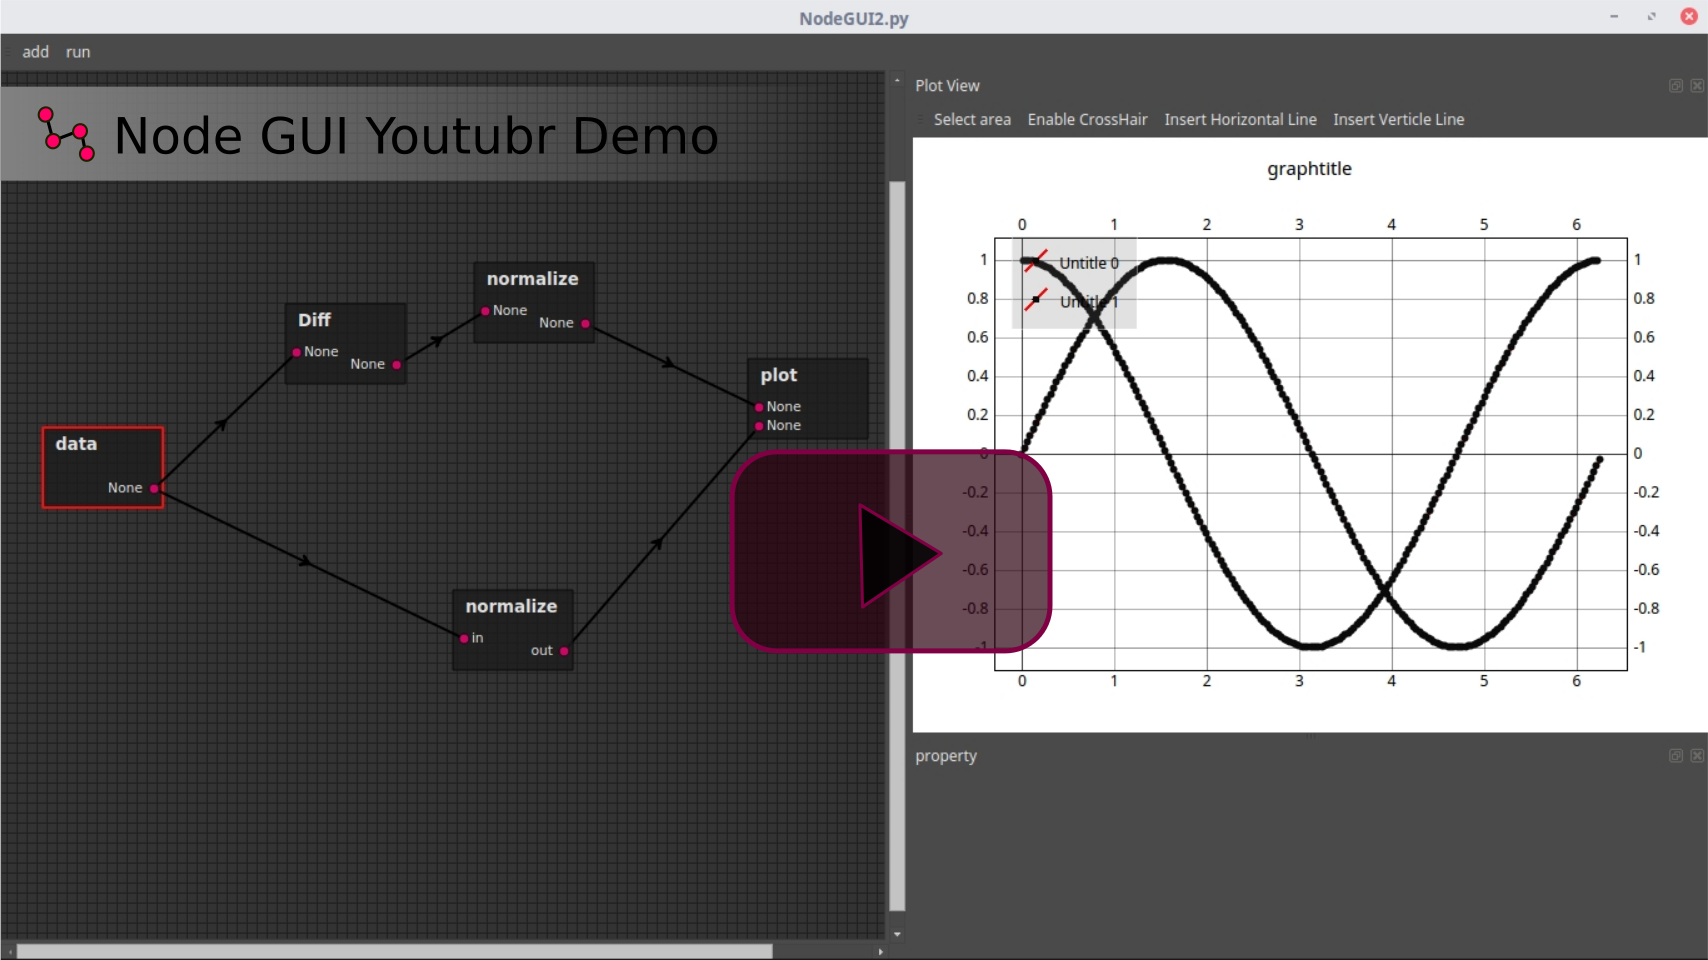 NodeGUI2.py
add run
Node GUI Youtubr Demo
normalize
None
None
Diff
None
None
plot
None
None
data
None
normalize
in
out
Plot View
Select area Enable CrossHair Insert Horizontal Line Insert Verticle Line
graphtitle
0 1 2 3 4 5 6
Untitle 0
Untitle 1
1 1
0.8 0.8
0.6 0.6
0.4 0.4
0.2 0.2
0 0
-0.2 -0.2
-0.4 -0.4
-0.6 -0.6
-0.8 -0.8
-1 -1
0 1 2 3 4 5 6
property